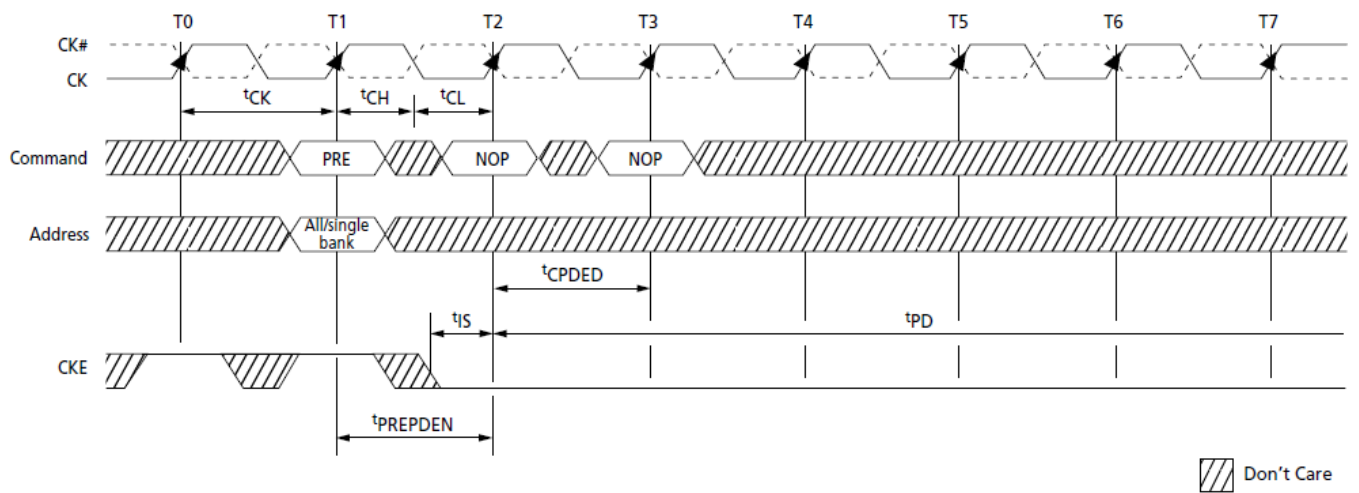 T0 T1 T2 T3 T4 T5 T6 T7
CK#
CK
tCK tCH tCL
Command PRE NOP NOP
Address All/single
bank
tCPDED
tIS tPD
CKE
tPREPDEN
Don't Care